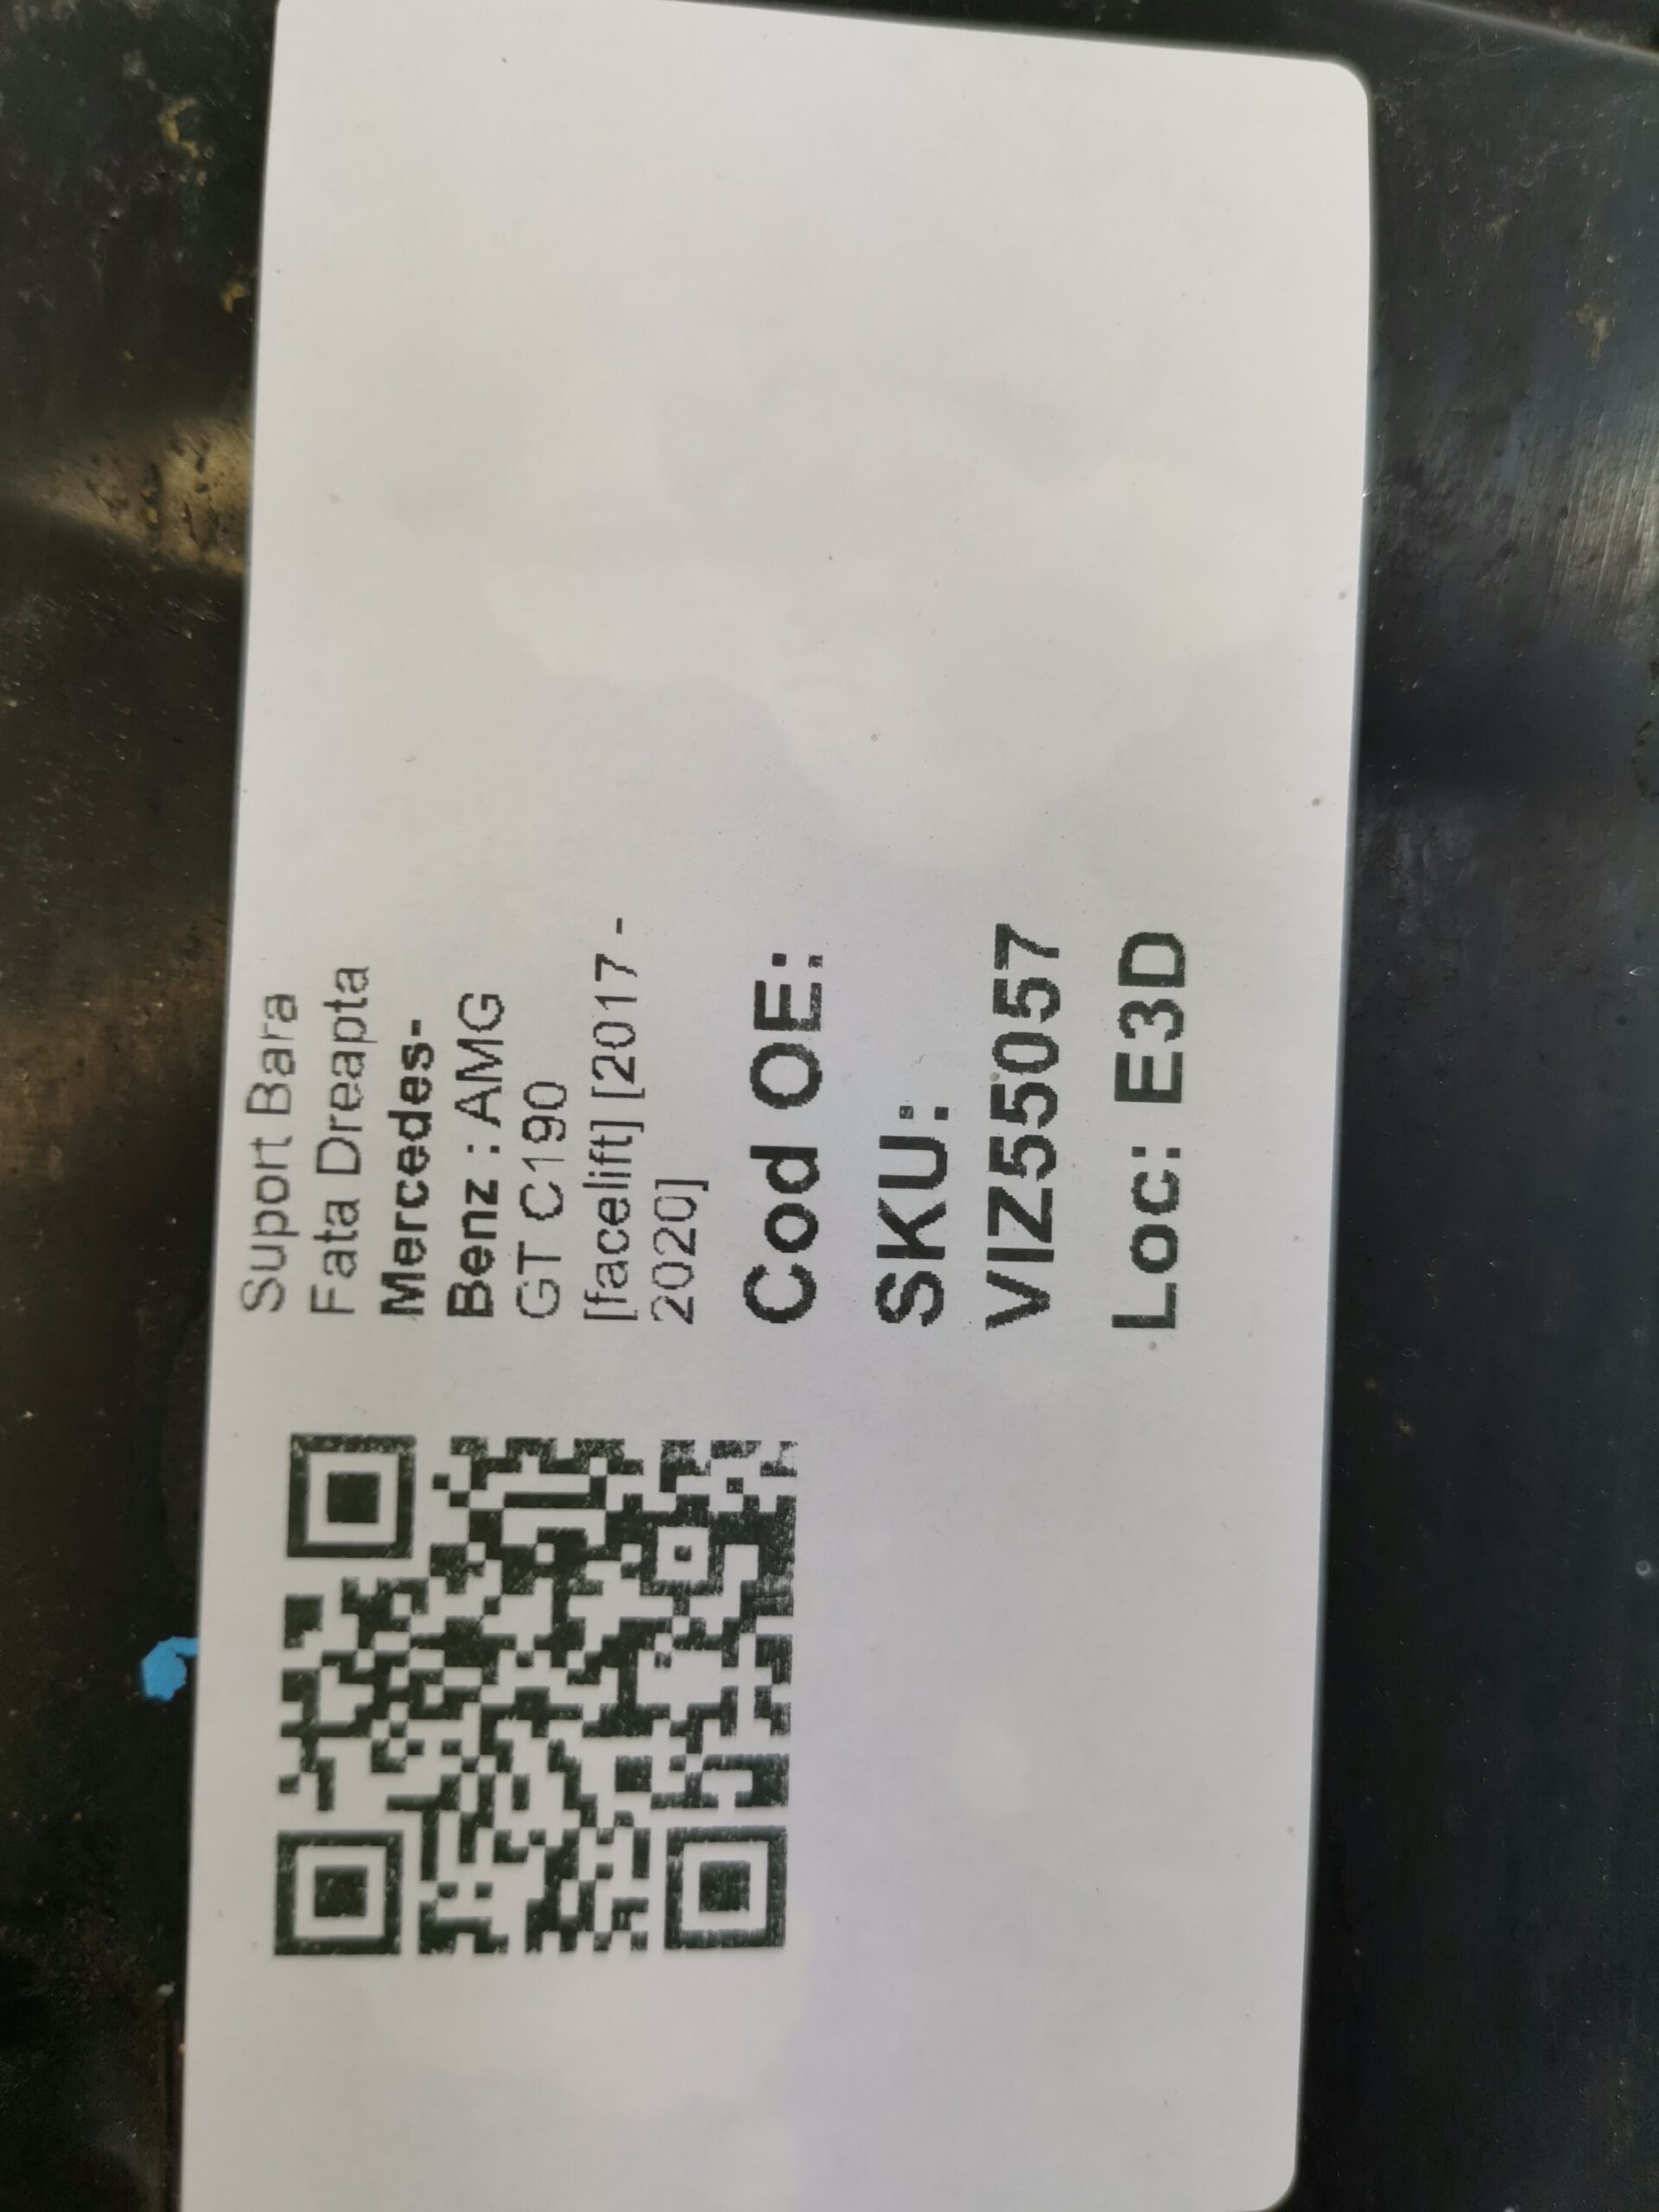 Suport Bara
Fata Dreapta
Mercedes-
Benz : AMG
GT C190
[facelift] [2017 -
2020]
Cod OE:
SKU:
VIZ55057
Loc: E3D